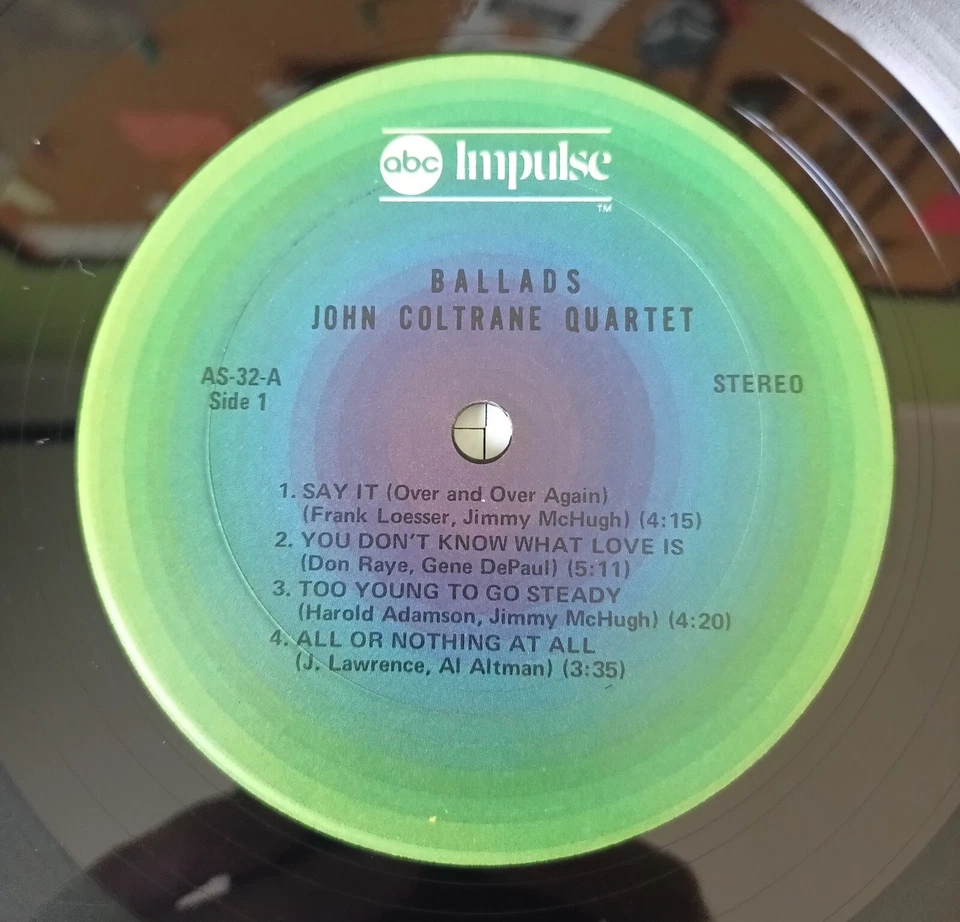 abc Impulse
TM
BALLADS
JOHN COLTRANE QUARTET
AS-32-A
Side 1
STEREO
1. SAY IT (Over and Over Again)
(Frank Loesser, Jimmy McHugh) (4:15)
2. YOU DON'T KNOW WHAT LOVE IS
(Don Raye, Gene DePaul) (5:11)
3. TOO YOUNG TO GO STEADY
(Harold Adamson, Jimmy McHugh) (4:20)
4. ALL OR NOTHING AT ALL
(J. Lawrence, Al Altman) (3:35)